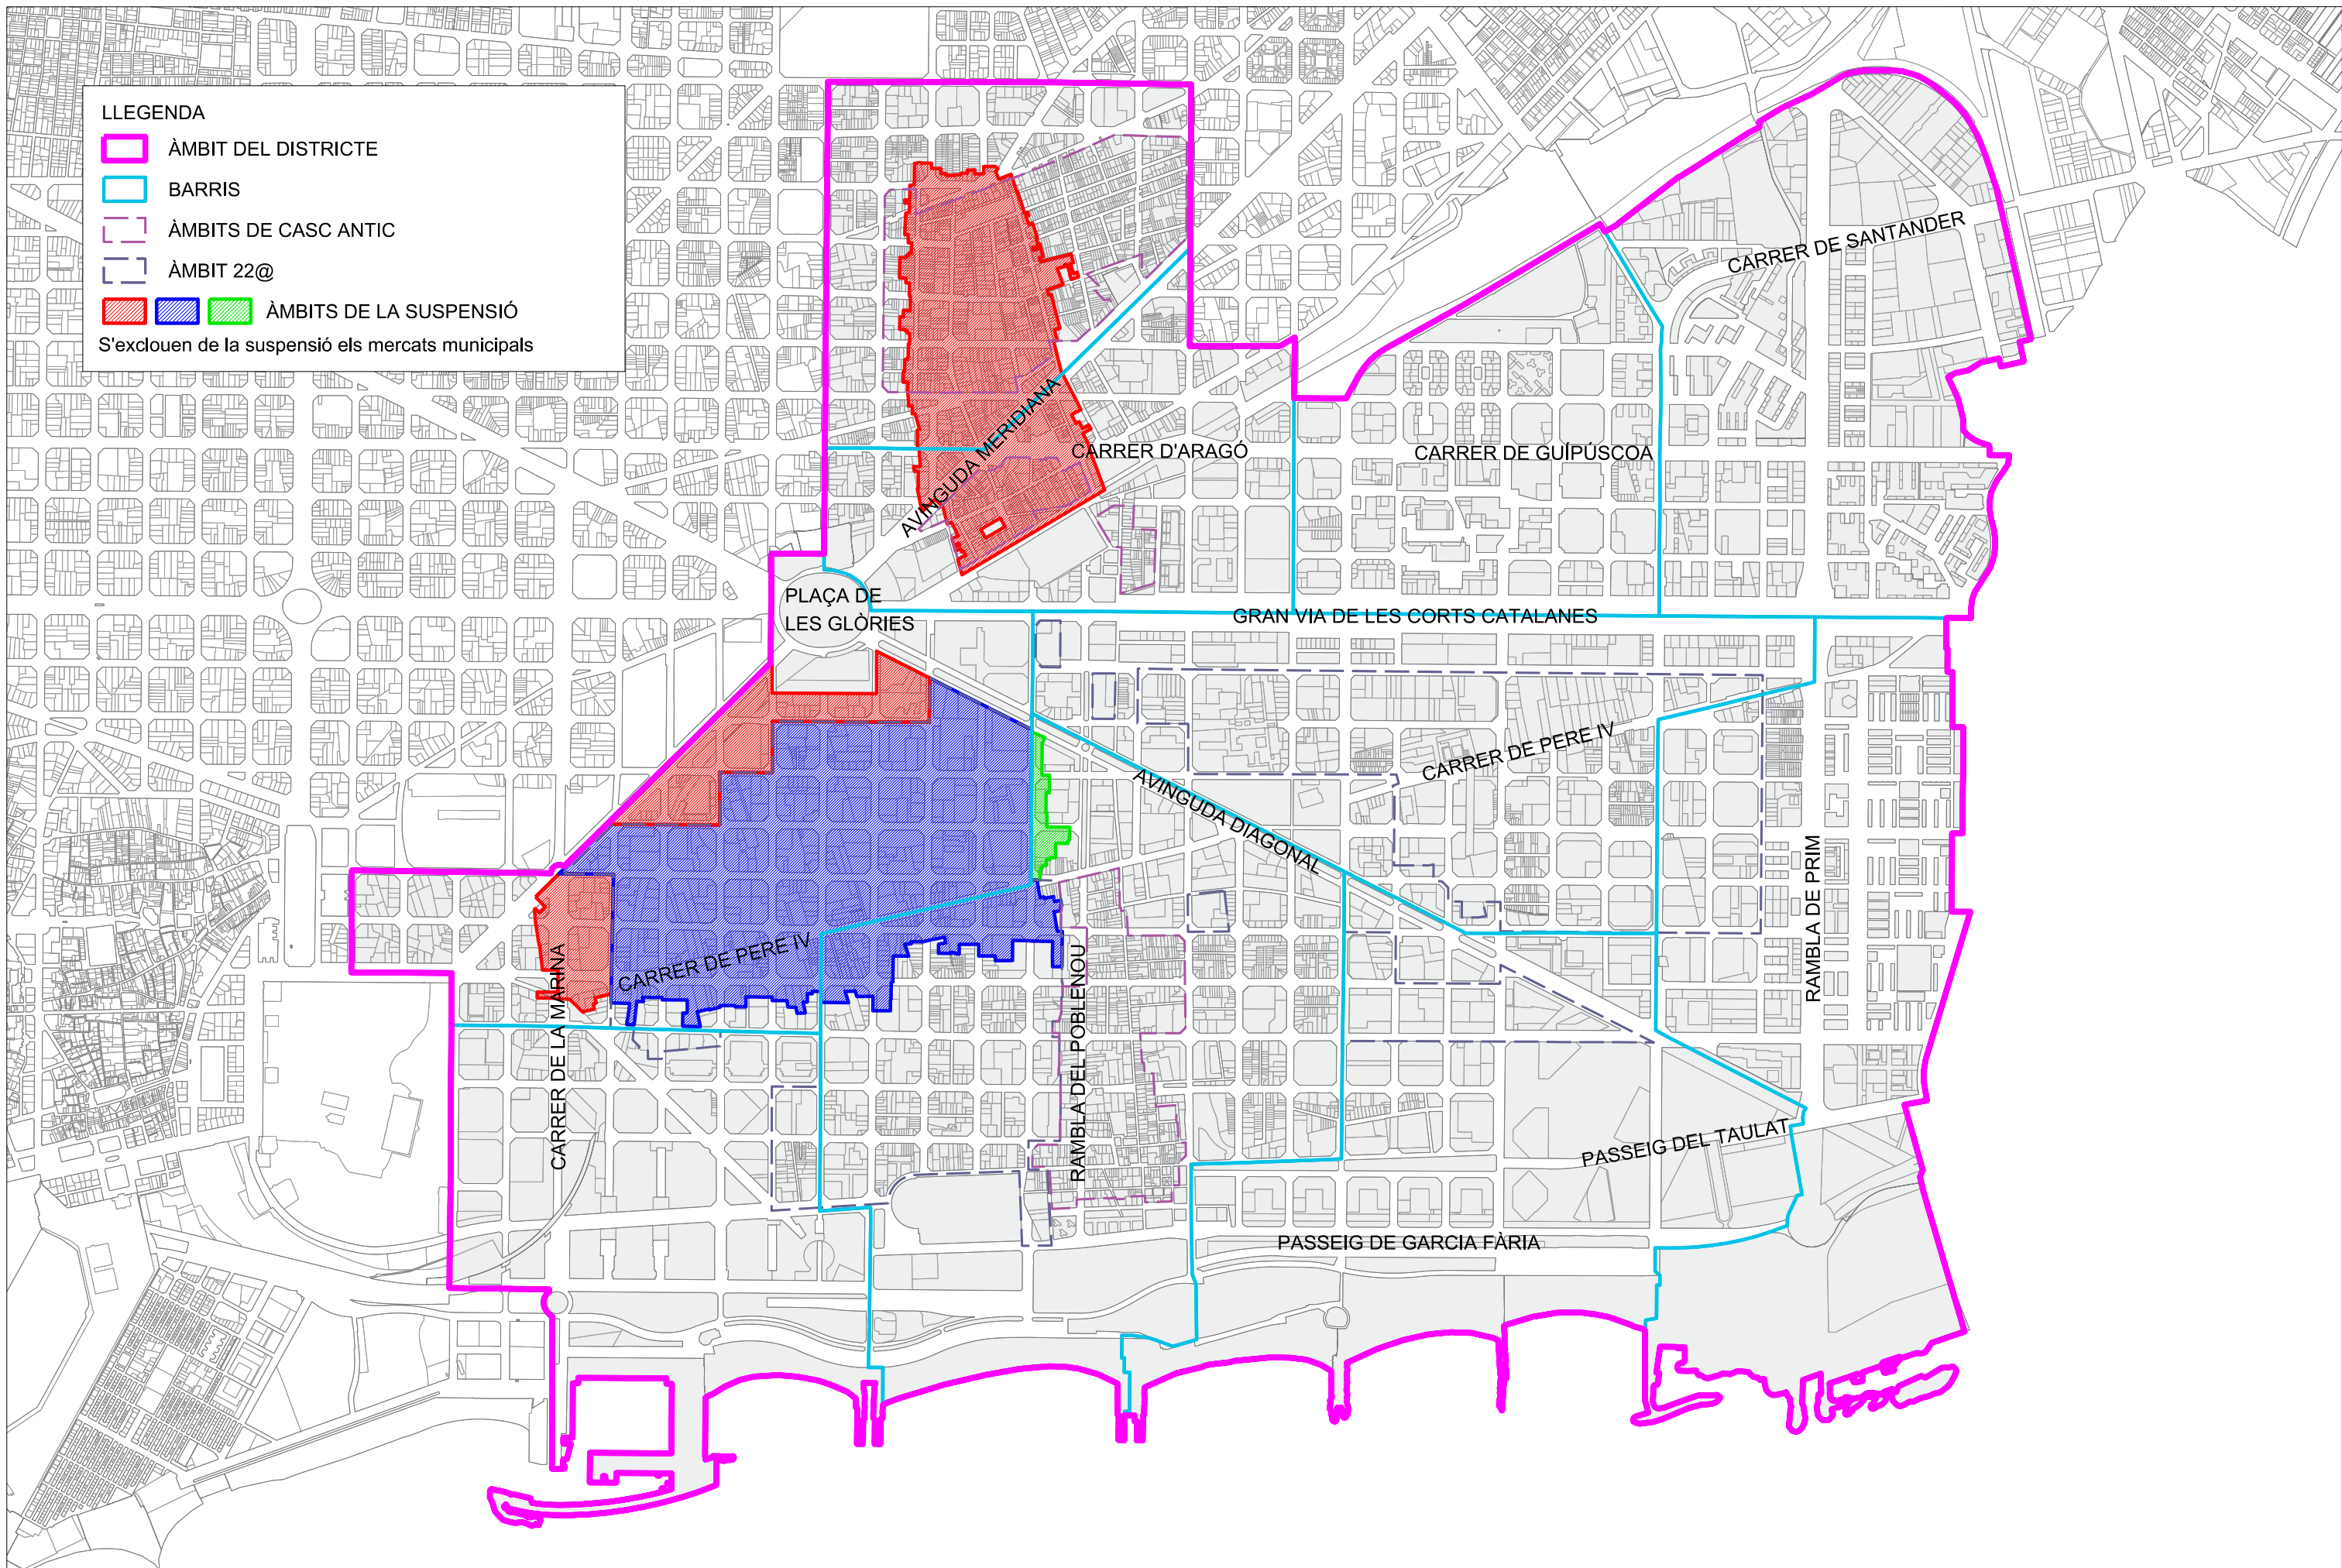 LLEGENDA
ÀMBIT DEL DISTRICTE
BARRIS
ÀMBITS DE CASC ANTIC
ÀMBIT 22@
ÀMBITS DE LA SUSPENSIÓ
S'exclouen de la suspensió els mercats municipals
CARRER DE SANTANDER
AVINGUDA MERIDIANA
CARRER D'ARAGÓ
CARRER DE GUÍPÚSCOA
PLAÇA DE
LES GLÒRIES
GRAN VIA DE LES CORTS CATALANES
CARRER DE PERE IV
AVINGUDA DIAGONAL
RAMBLA DE PRIM
CARRER DE PERE IV
CARRER DE LA MARINA
RAMBLA DEL POBLENOU
PASSEIG DEL TAULAT
PASSEIG DE GARCIA FÀRIA